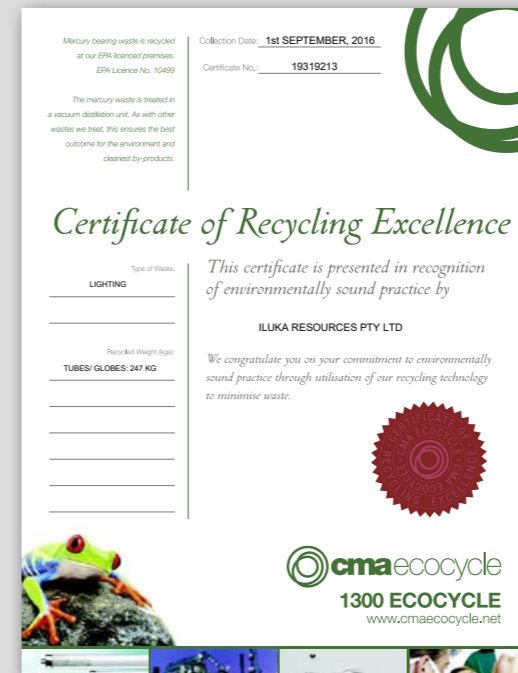 Mercury bearing waste is recycled
at our EPA licenced premises.
EPA Licence No. 10499
The mercury waste is treated in
a vacuum distillation unit. As with other
wastes we treat, this ensures the best
outcome for the environment and
cleanest by-products.
Collection Date: 1st SEPTEMBER, 2016
Certificate No.: 19319213
Certificate of Recycling Excellence
Type of Waste:
LIGHTING
Recycled Weight (kgs):
TUBES/ GLOBES: 247 KG
This certificate is presented in recognition
of environmentally sound practice by
ILUKA RESOURCES PTY LTD
We congratulate you on your commitment to environmentally
sound practice through utilisation of our recycling technology
to minimise waste.
CERTIFICATE OF RECYCLING EXCELLENCE
CMA ECOCYCLE · CMA ECOCYCLE
cmaecocycle
1300 ECOCYCLE
www.cmaecocycle.net